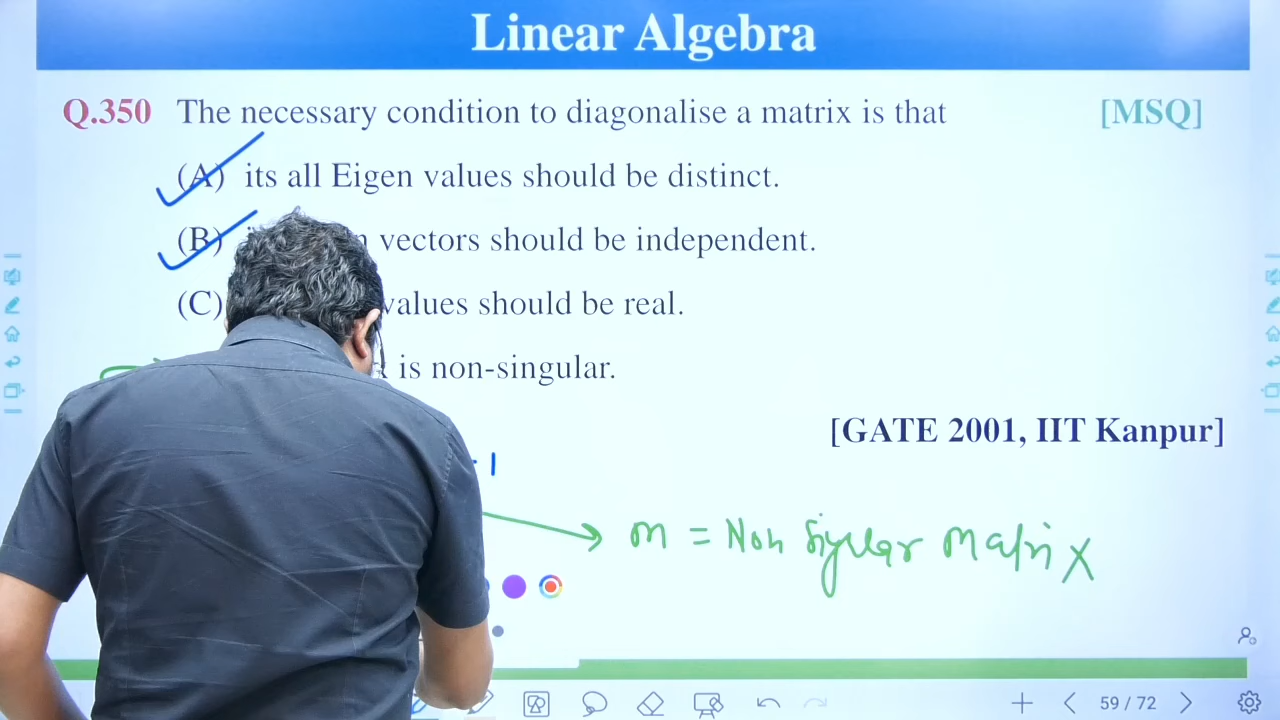 Linear Algebra
Q.350 The necessary condition to diagonalise a matrix is that [MSQ]
(A) its all Eigen values should be distinct.
(B) vectors should be independent.
(C) values should be real.
is non-singular.
[GATE 2001, IIT Kanpur]
-1
m = Non Singular Matrix
59 / 72